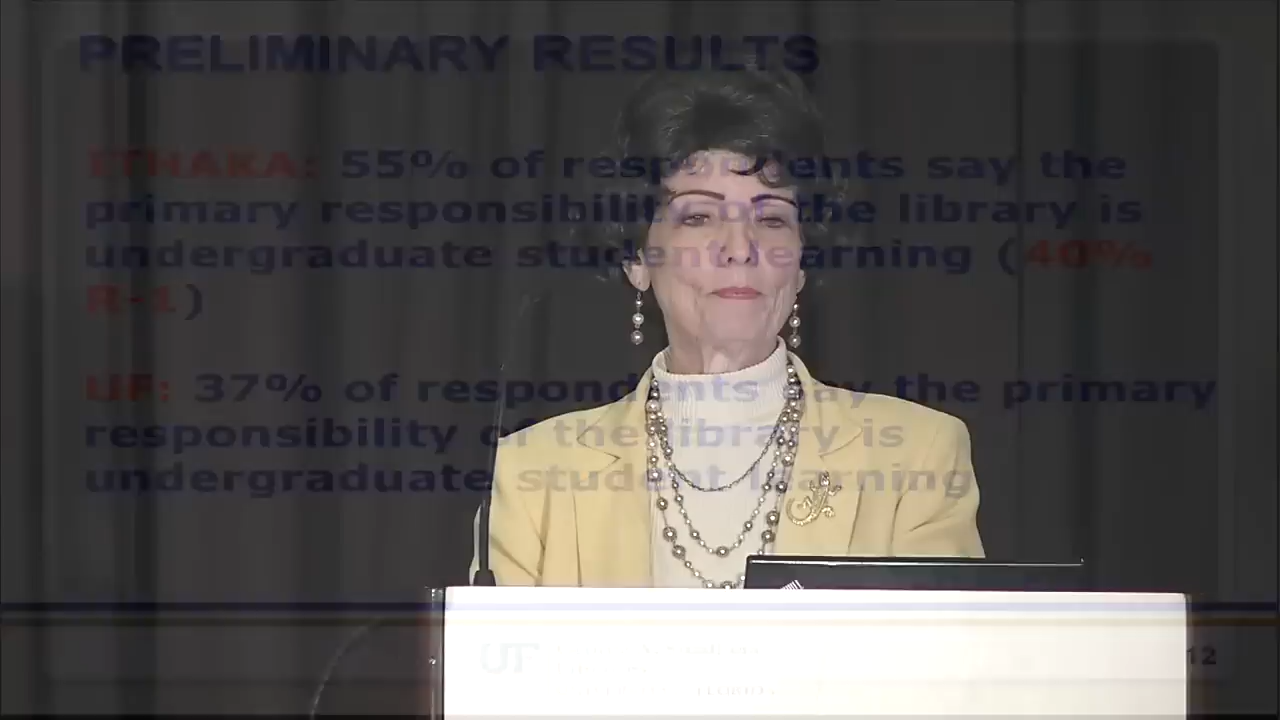 PRELIMINARY RESULTS
ITHAKA: 55% of respondents say the
primary responsibility of the library is
undergraduate student learning (40%
R-1)
UF: 37% of respondents say the primary
responsibility of the library is
undergraduate student learning
UF
12